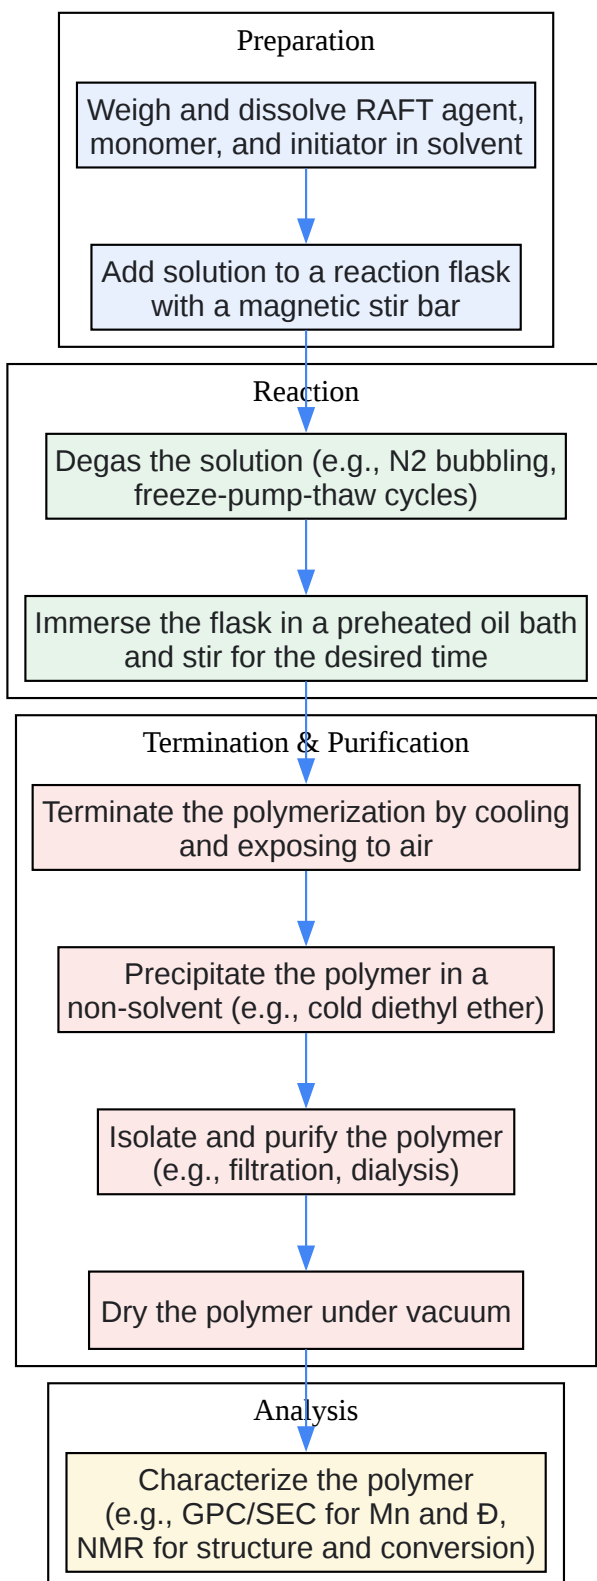 Preparation
Weigh and dissolve RAFT agent,
monomer, and initiator in solvent
Add solution to a reaction flask
with a magnetic stir bar
Reaction
Degas the solution (e.g., N2 bubbling,
freeze-pump-thaw cycles)
Immerse the flask in a preheated oil bath
and stir for the desired time
Termination & Purification
Terminate the polymerization by cooling
and exposing to air
Precipitate the polymer in a
non-solvent (e.g., cold diethyl ether)
Isolate and purify the polymer
(e.g., filtration, dialysis)
Dry the polymer under vacuum
Analysis
Characterize the polymer
(e.g., GPC/SEC for Mn and Đ,
NMR for structure and conversion)